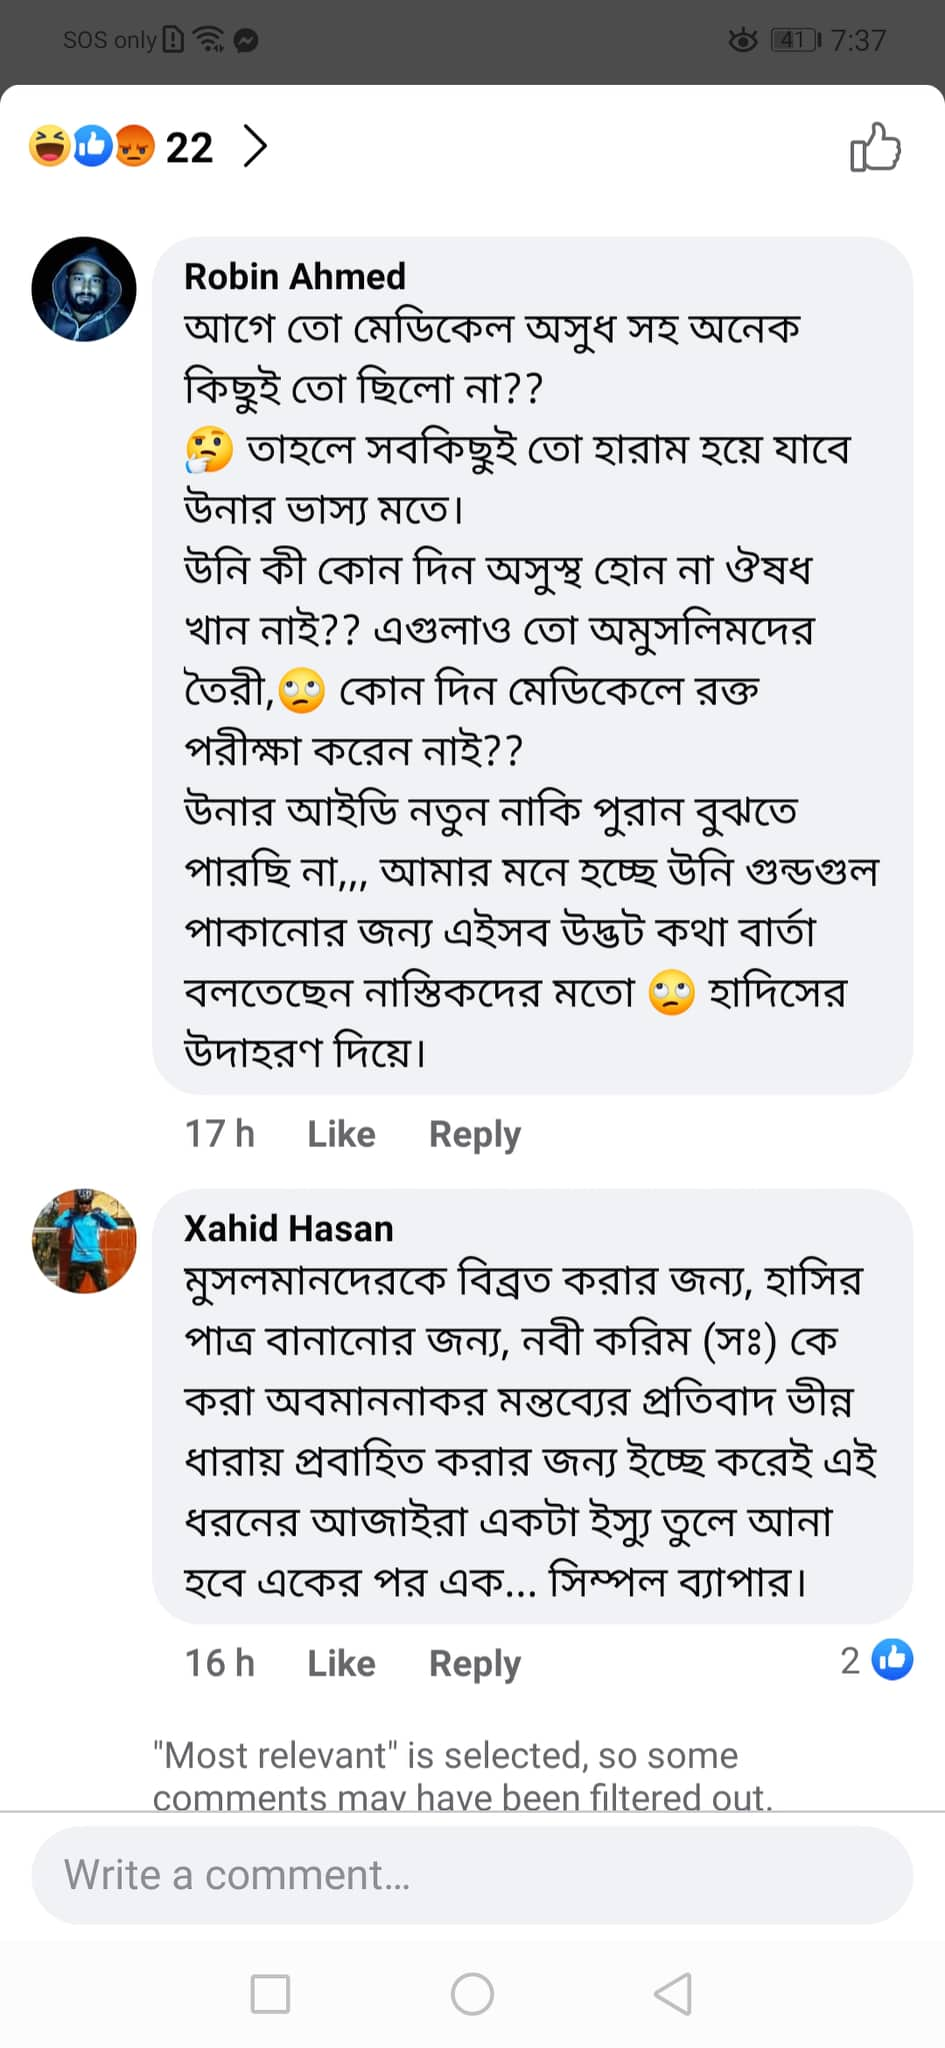 SOS only
41 7:37
22
Robin Ahmed
আগে তো মেডিকেল অসুধ সহ অনেক
কিছুই তো ছিলো না??
🤔 তাহলে সবকিছুই তো হারাম হয়ে যাবে
উনার ভাস্য মতে।
উনি কী কোন দিন অসুস্থ হোন না ঔষধ
খান নাই?? এগুলাও তো অমুসলিমদের
তৈরী,🙄 কোন দিন মেডিকেলে রক্ত
পরীক্ষা করেন নাই??
উনার আইডি নতুন নাকি পুরান বুঝতে
পারছি না,,, আমার মনে হচ্ছে উনি গুন্ডগুল
পাকানোর জন্য এইসব উদ্ভট কথা বার্তা
বলতেছেন নাস্তিকদের মতো 🙄 হাদিসের
উদাহরণ দিয়ে।
17 h Like Reply
Xahid Hasan
মুসলমানদেরকে বিব্রত করার জন্য, হাসির
পাত্র বানানোর জন্য, নবী করিম (সঃ) কে
করা অবমাননাকর মন্তব্যের প্রতিবাদ ভীন্ন
ধারায় প্রবাহিত করার জন্য ইচ্ছে করেই এই
ধরনের আজাইরা একটা ইস্যু তুলে আনা
হবে একের পর এক... সিম্পল ব্যাপার।
16 h Like Reply 2
"Most relevant" is selected, so some
comments may have been filtered out.
Write a comment...